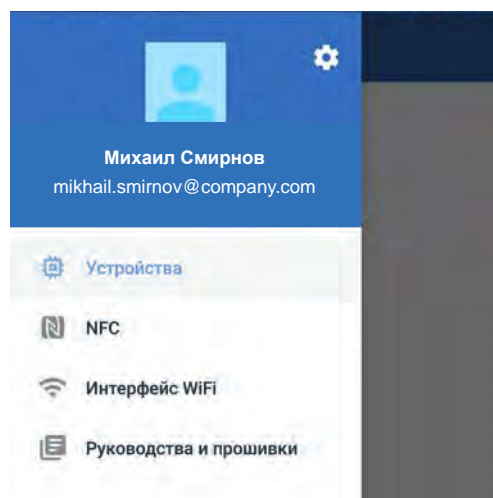 Михаил Смирнов
mikhail.smirnov@company.com
Устройства
NFC
Интерфейс WiFi
Руководства и прошивки